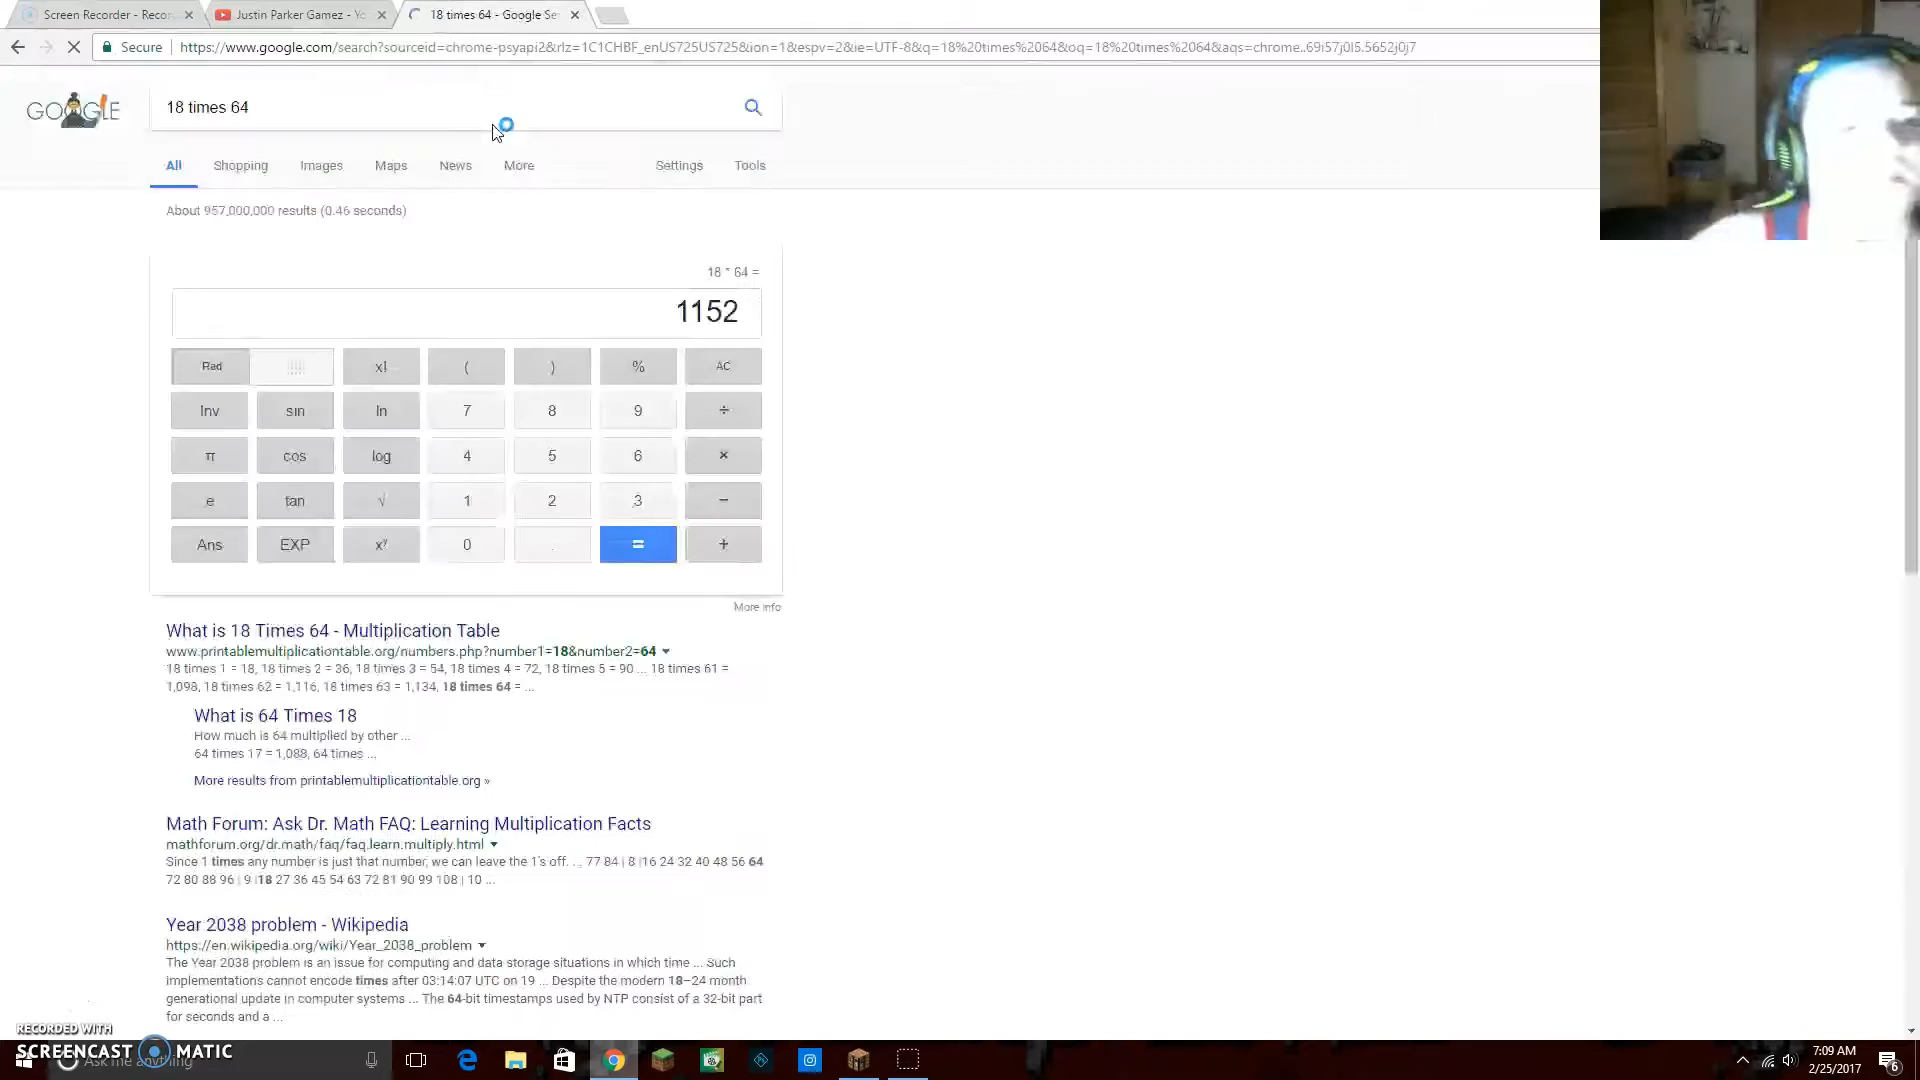 Screen Recorder - Recor
Justin Parker Gamez - Yo
18 times 64 - Google Se
Secure
https://www.google.com/search?sourceid=chrome-psyapi2&rlz=1C1CHBF_enUS725US725&ion=1&espv=2&ie=UTF-8&q=18%20times%2064&oq=18%20times%2064&aqs=chrome..69i57j0l5.5652j0j7
GOOGLE
18 times 64
All Shopping Images Maps News More Settings Tools
About 957,000,000 results (0.46 seconds)
18 * 64 =
1152
Rad x! ( ) % AC
Inv sin ln 7 8 9 ÷
π cos log 4 5 6 ×
e tan √ 1 2 3 −
Ans EXP xʸ 0 . = +
More info
What is 18 Times 64 - Multiplication Table
www.printablemultiplicationtable.org/numbers.php?number1=18&number2=64
18 times 1 = 18, 18 times 2 = 36, 18 times 3 = 54, 18 times 4 = 72, 18 times 5 = 90 ... 18 times 61 =
1,098, 18 times 62 = 1,116, 18 times 63 = 1,134, 18 times 64 = ...
What is 64 Times 18
How much is 64 multiplied by other ...
64 times 17 = 1,088, 64 times ...
More results from printablemultiplicationtable.org »
Math Forum: Ask Dr. Math FAQ: Learning Multiplication Facts
mathforum.org/dr.math/faq/faq.learn.multiply.html
Since 1 times any number is just that number, we can leave the 1's off. ... 77 84 | 8 |16 24 32 40 48 56 64
72 80 88 96 | 9 |18 27 36 45 54 63 72 81 90 99 108 | 10 ...
Year 2038 problem - Wikipedia
https://en.wikipedia.org/wiki/Year_2038_problem
The Year 2038 problem is an issue for computing and data storage situations in which time ... Such
implementations cannot encode times after 03:14:07 UTC on 19 ... Despite the modern 18–24 month
generational update in computer systems ... The 64-bit timestamps used by NTP consist of a 32-bit part
for seconds and a ...
RECORDED WITH
SCREENCAST MATIC
Ask me anything
7:09 AM
2/25/2017
6